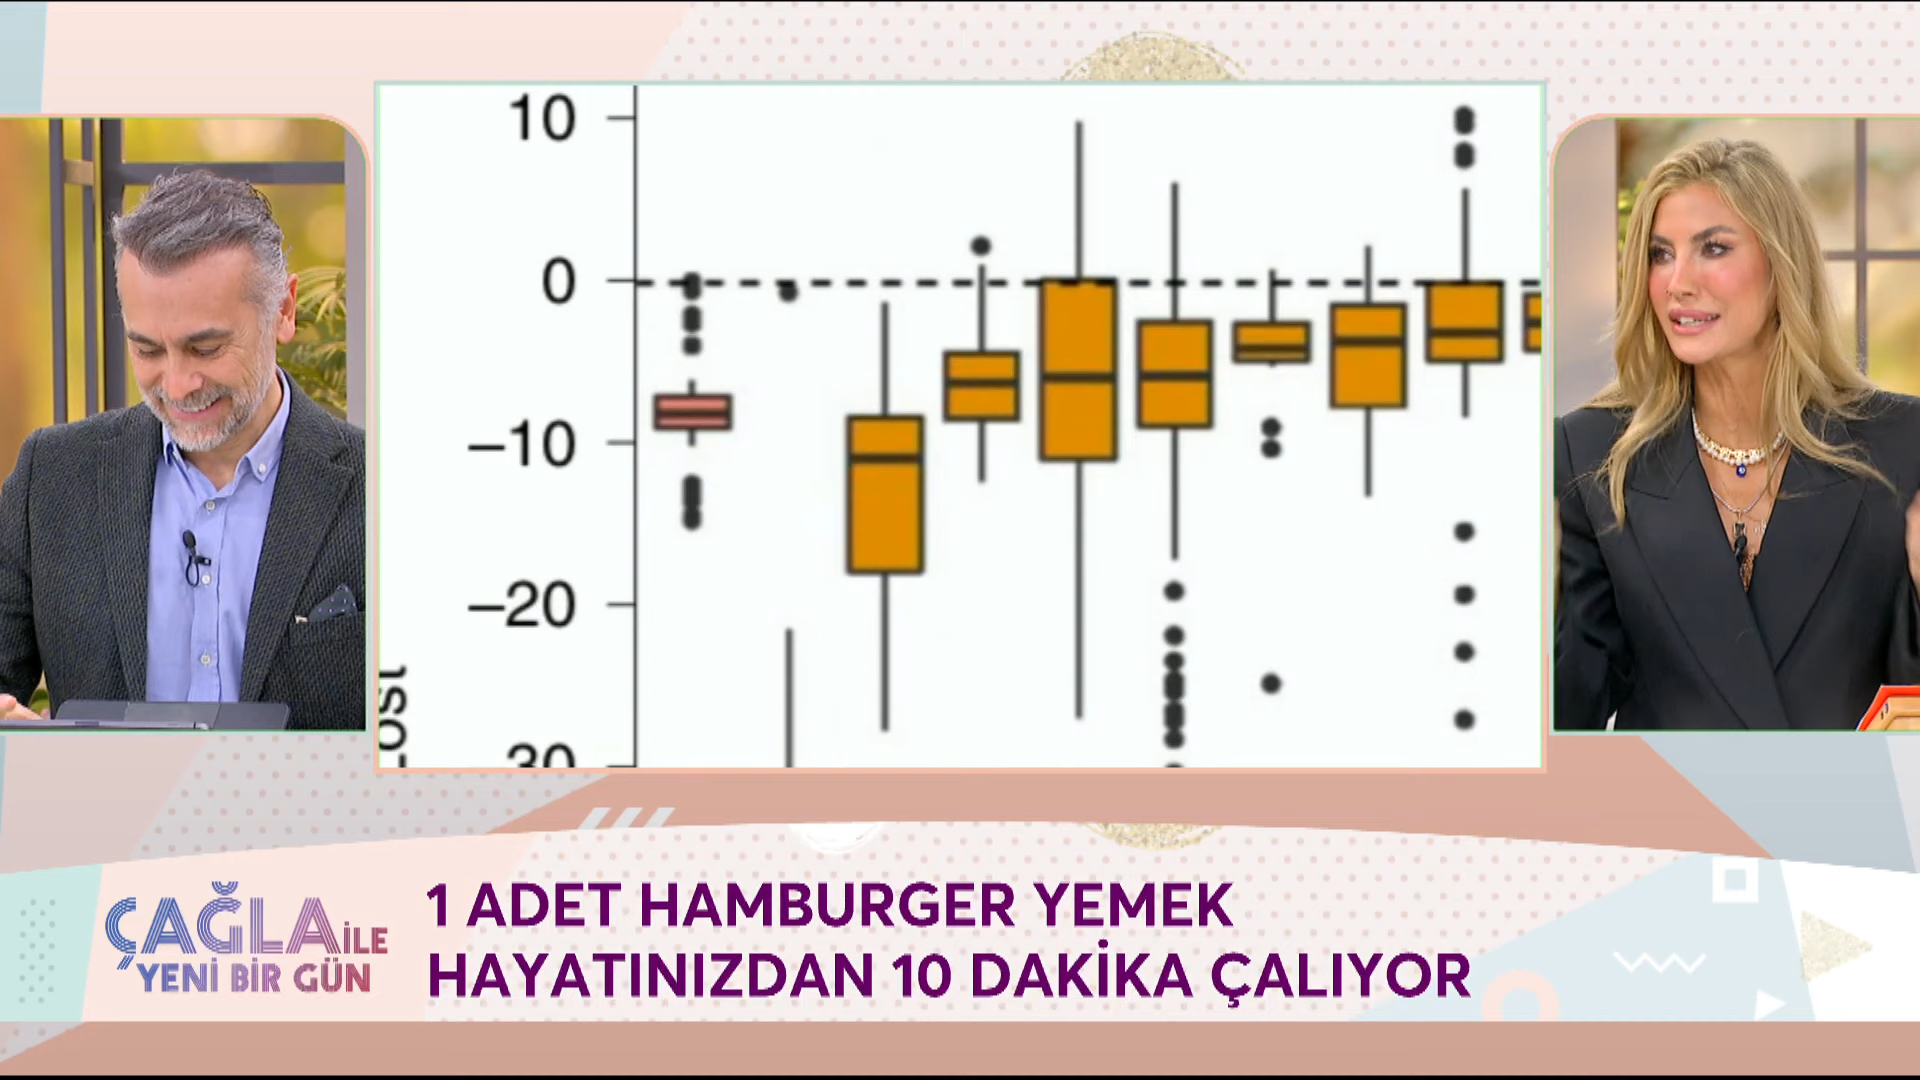 10
0
−10
−20
ÇAĞLA İLE
YENİ BİR GÜN
1 ADET HAMBURGER YEMEK
HAYATINIZDAN 10 DAKİKA ÇALIYOR